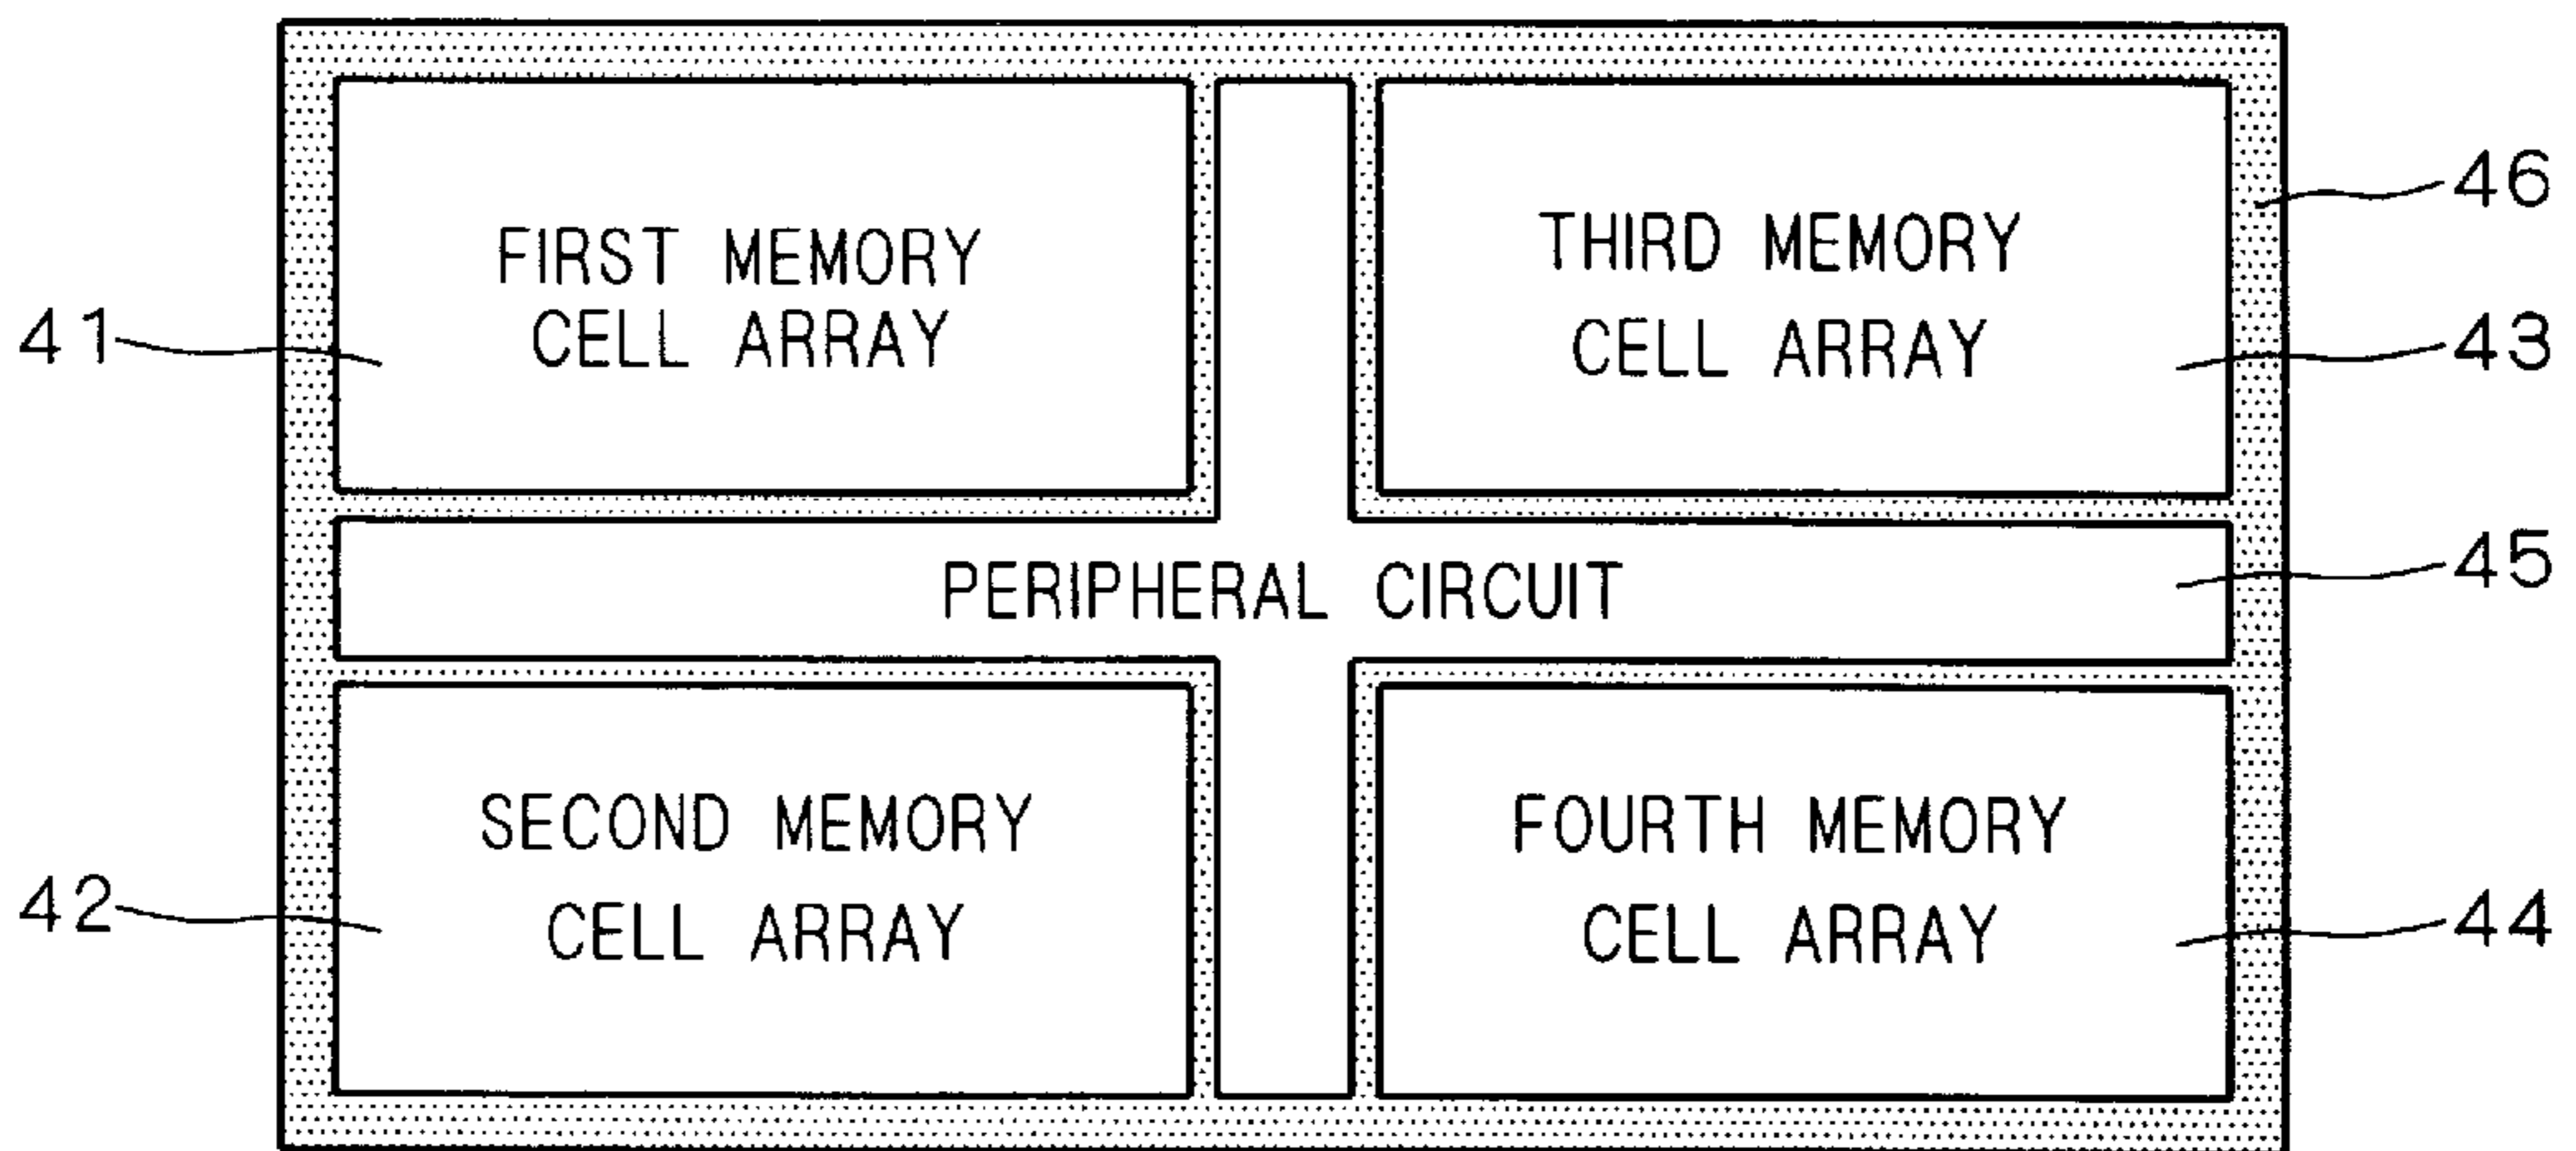 FIRST MEMORY
CELL ARRAY
41
THIRD MEMORY
CELL ARRAY
46
43
PERIPHERAL CIRCUIT
45
SECOND MEMORY
CELL ARRAY
42
FOURTH MEMORY
CELL ARRAY
44